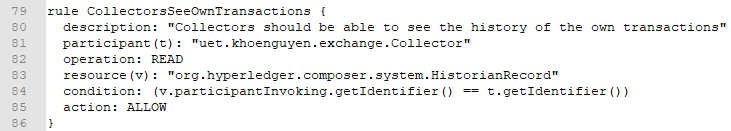 79 rule CollectorsSeeOwnTransactions {
80   description: "Collectors should be able to see the history of the own transactions"
81   participant(t): "uet.khoenguyen.exchange.Collector"
82   operation: READ
83   resource(v): "org.hyperledger.composer.system.HistorianRecord"
84   condition: (v.participantInvoking.getIdentifier() == t.getIdentifier())
85   action: ALLOW
86 }